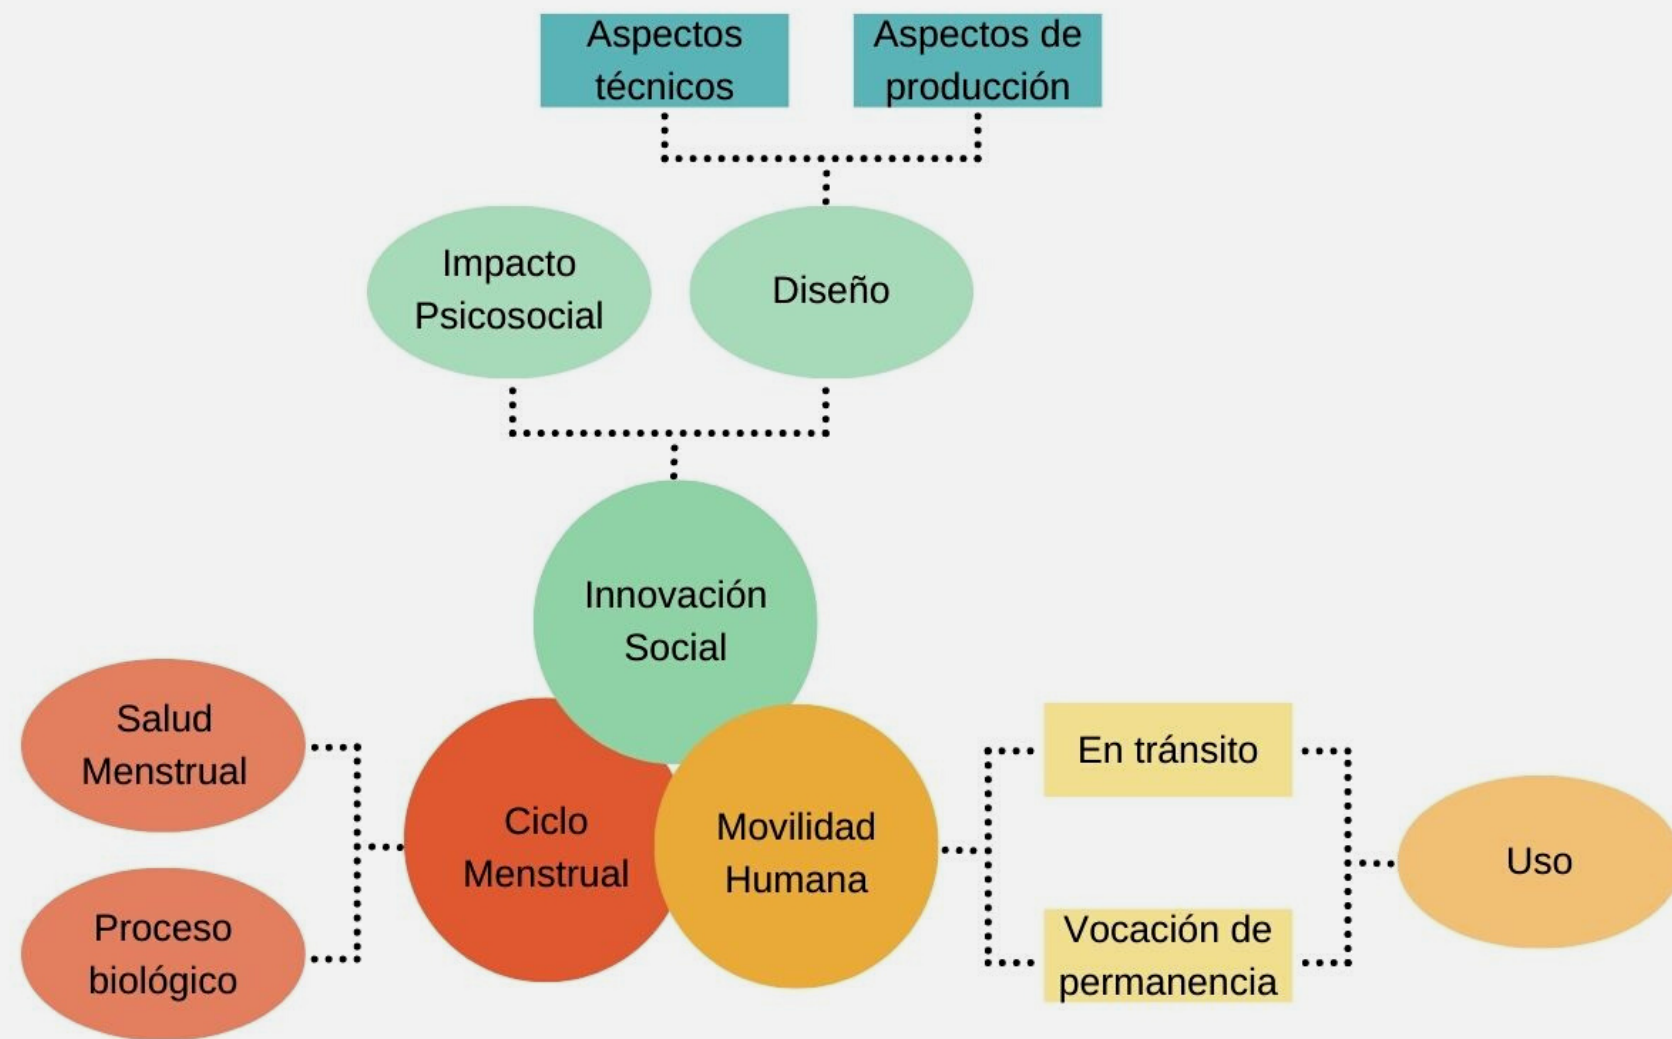 Aspectos
técnicos
Aspectos de
producción
Impacto
Psicosocial
Diseño
Innovación
Social
Salud
Menstrual
Proceso
biológico
Ciclo
Menstrual
Movilidad
Humana
En tránsito
Vocación de
permanencia
Uso